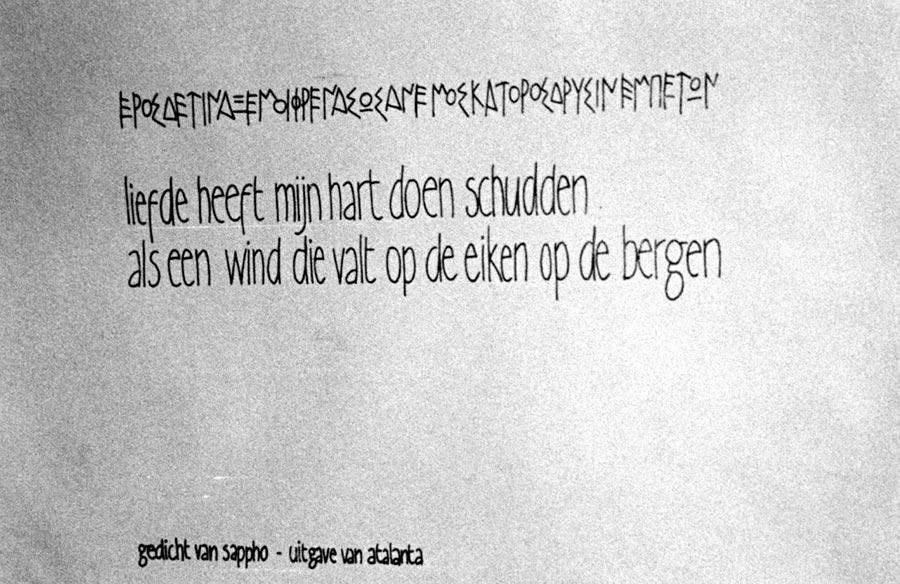 ΕΡΟΣΔΕΤΙΝΑΞΕΜΟΙΦΡΕΝΑΣΩΣΑΝΕΜΟΣΚΑΤΟΡΟΣΔΡΥΣΙΝΕΜΠΕΤΩΝ
liefde heeft mijn hart doen schudden
als een wind die valt op de eiken op de bergen
gedicht van sappho - uitgave van atalanta